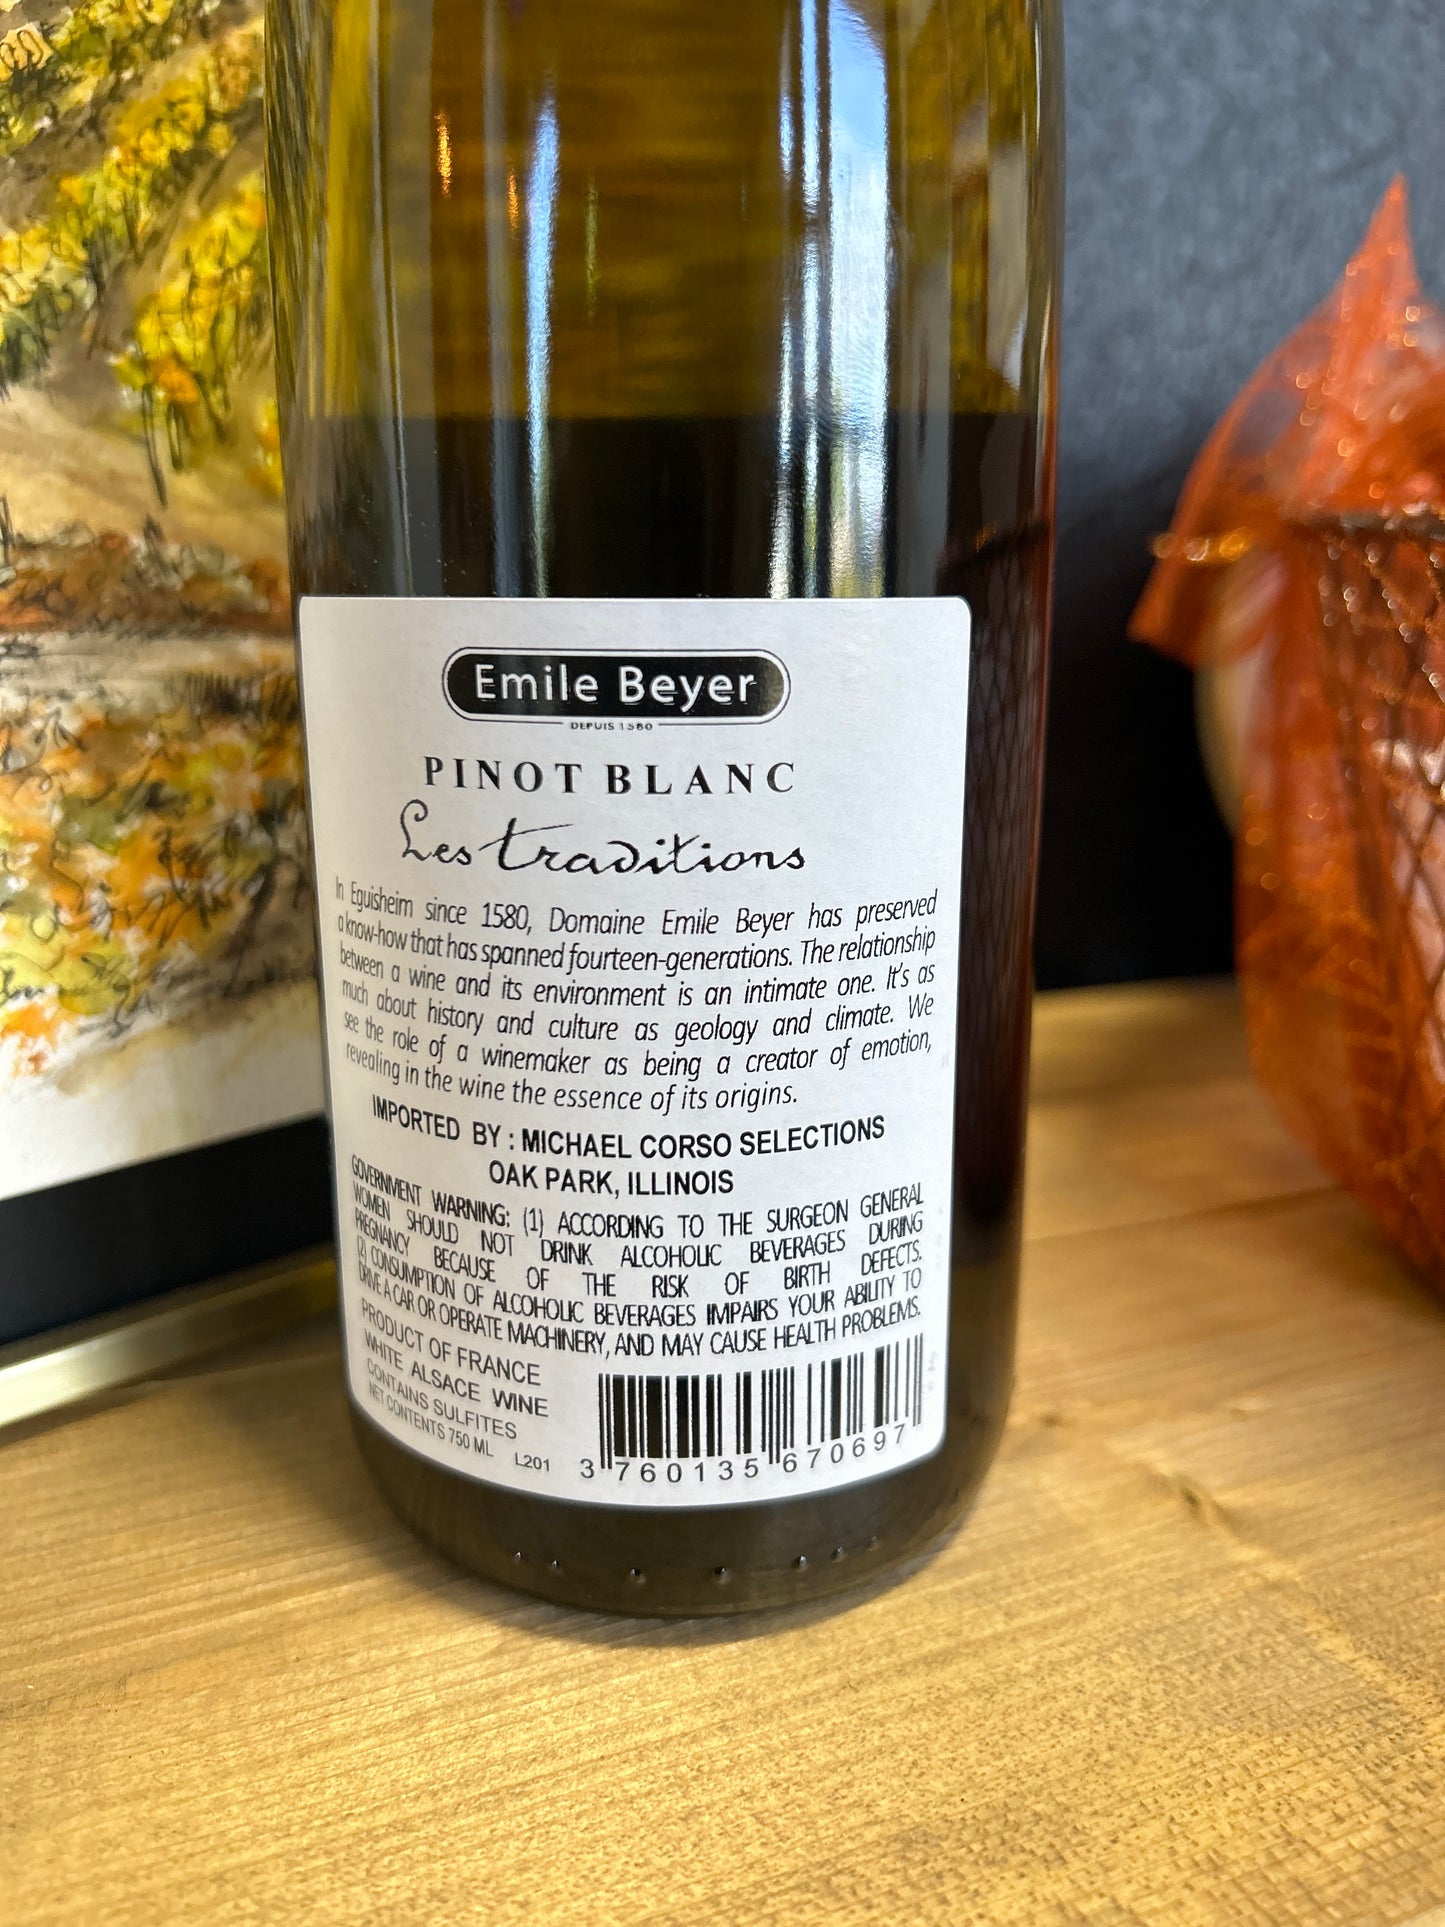 Emile Beyer
DEPUIS 1580
PINOT BLANC
Les traditions
In Eguisheim since 1580, Domaine Emile Beyer has preserved
a know-how that has spanned fourteen-generations. The relationship
between a wine and its environment is an intimate one. It's as
much about history and culture as geology and climate. We
see the role of a winemaker as being a creator of emotion,
revealing in the wine the essence of its origins.
IMPORTED BY : MICHAEL CORSO SELECTIONS
OAK PARK, ILLINOIS
GOVERNMENT WARNING: (1) ACCORDING TO THE SURGEON GENERAL
WOMEN SHOULD NOT DRINK ALCOHOLIC BEVERAGES DURING
PREGNANCY BECAUSE OF THE RISK OF BIRTH DEFECTS.
(2) CONSUMPTION OF ALCOHOLIC BEVERAGES IMPAIRS YOUR ABILITY TO
DRIVE A CAR OR OPERATE MACHINERY, AND MAY CAUSE HEALTH PROBLEMS.
PRODUCT OF FRANCE
WHITE ALSACE WINE
CONTAINS SULFITES
NET CONTENTS 750 ML
L201
3 760135 670697